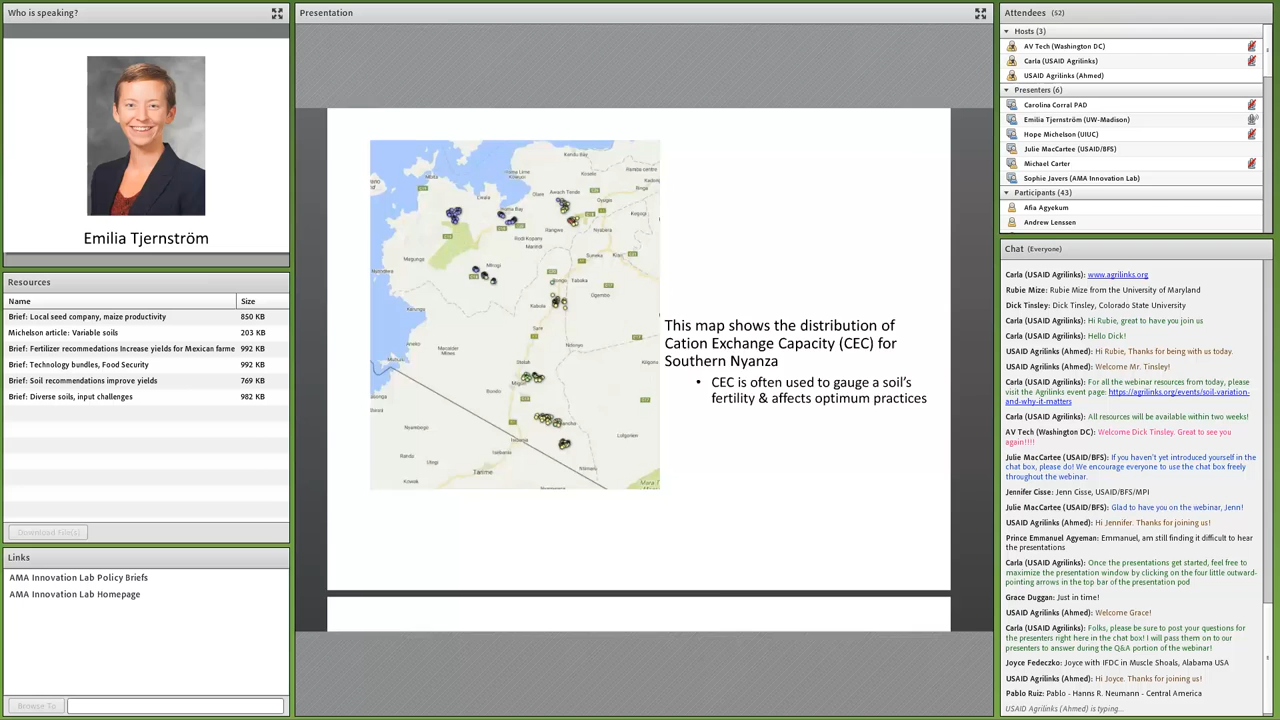 Who is speaking?
Emilia Tjernström
Resources
Name Size
Brief: Local seed company, maize productivity 850 KB
Michelson article: Variable soils 203 KB
Brief: Fertilizer recommendations Increase yields for Mexican farme 992 KB
Brief: Technology bundles, Food Security 992 KB
Brief: Soil recommendations improve yields 769 KB
Brief: Diverse soils, input challenges 982 KB
Download File(s)
Links
AMA Innovation Lab Policy Briefs
AMA Innovation Lab Homepage
Browse To
Presentation
Kendu Bay
Mbita
Homa Lime
Kisii
Oyugis
Rodi Kopany
Magunga
Suneka
Migori
Tarime
This map shows the distribution of
Cation Exchange Capacity (CEC) for
Southern Nyanza
• CEC is often used to gauge a soil's
fertility & affects optimum practices
Attendees (52)
Hosts (3)
AV Tech (Washington DC)
Carla (USAID Agrilinks)
USAID Agrilinks (Ahmed)
Presenters (6)
Carolina Corral PAD
Emilia Tjernström (UW-Madison)
Hope Michelson (UIUC)
Julie MacCartee (USAID/BFS)
Michael Carter
Sophie Javers (AMA Innovation Lab)
Participants (43)
Afia Agyekum
Andrew Lenssen
Chat (Everyone)
Carla (USAID Agrilinks): www.agrilinks.org
Rubie Mize: Rubie Mize from the University of Maryland
Dick Tinsley: Dick Tinsley, Colorado State University
Carla (USAID Agrilinks): Hi Rubie, great to have you join us
Carla (USAID Agrilinks): Hello Dick!
USAID Agrilinks (Ahmed): Hi Rubie, Thanks for being with us today.
USAID Agrilinks (Ahmed): Welcome Mr. Tinsley!
Carla (USAID Agrilinks): For all the webinar resources from today, please
visit the Agrilinks event page: https://agrilinks.org/events/soil-variation-
and-why-it-matters
Carla (USAID Agrilinks): All resources will be available within two weeks!
AV Tech (Washington DC): Welcome Dick Tinsley. Great to see you
again!!!!
Julie MacCartee (USAID/BFS): If you haven't yet introduced yourself in the
chat box, please do! We encourage everyone to use the chat box freely
throughout the webinar.
Jennifer Cisse: Jenn Cisse, USAID/BFS/MPI
Julie MacCartee (USAID/BFS): Glad to have you on the webinar, Jenn!
USAID Agrilinks (Ahmed): Hi Jennifer. Thanks for joining us!
Prince Emmanuel Agyeman: Emmanuel, am still finding it difficult to hear
the presentations
Carla (USAID Agrilinks): Once the presentations get started, feel free to
maximize the presentation window by clicking on the four little outward-
pointing arrows in the top bar of the presentation pod
Grace Duggan: Just in time!
USAID Agrilinks (Ahmed): Welcome Grace!
Carla (USAID Agrilinks): Folks, please be sure to post your questions for
the presenters right here in the chat box! I will pass them on to our
presenters to answer during the Q&A portion of the webinar!
Joyce Fedeczko: Joyce with IFDC in Muscle Shoals, Alabama USA
USAID Agrilinks (Ahmed): Hi Joyce. Thanks for joining us!
Pablo Ruiz: Pablo - Hanns R. Neumann - Central America
USAID Agrilinks (Ahmed) is typing...